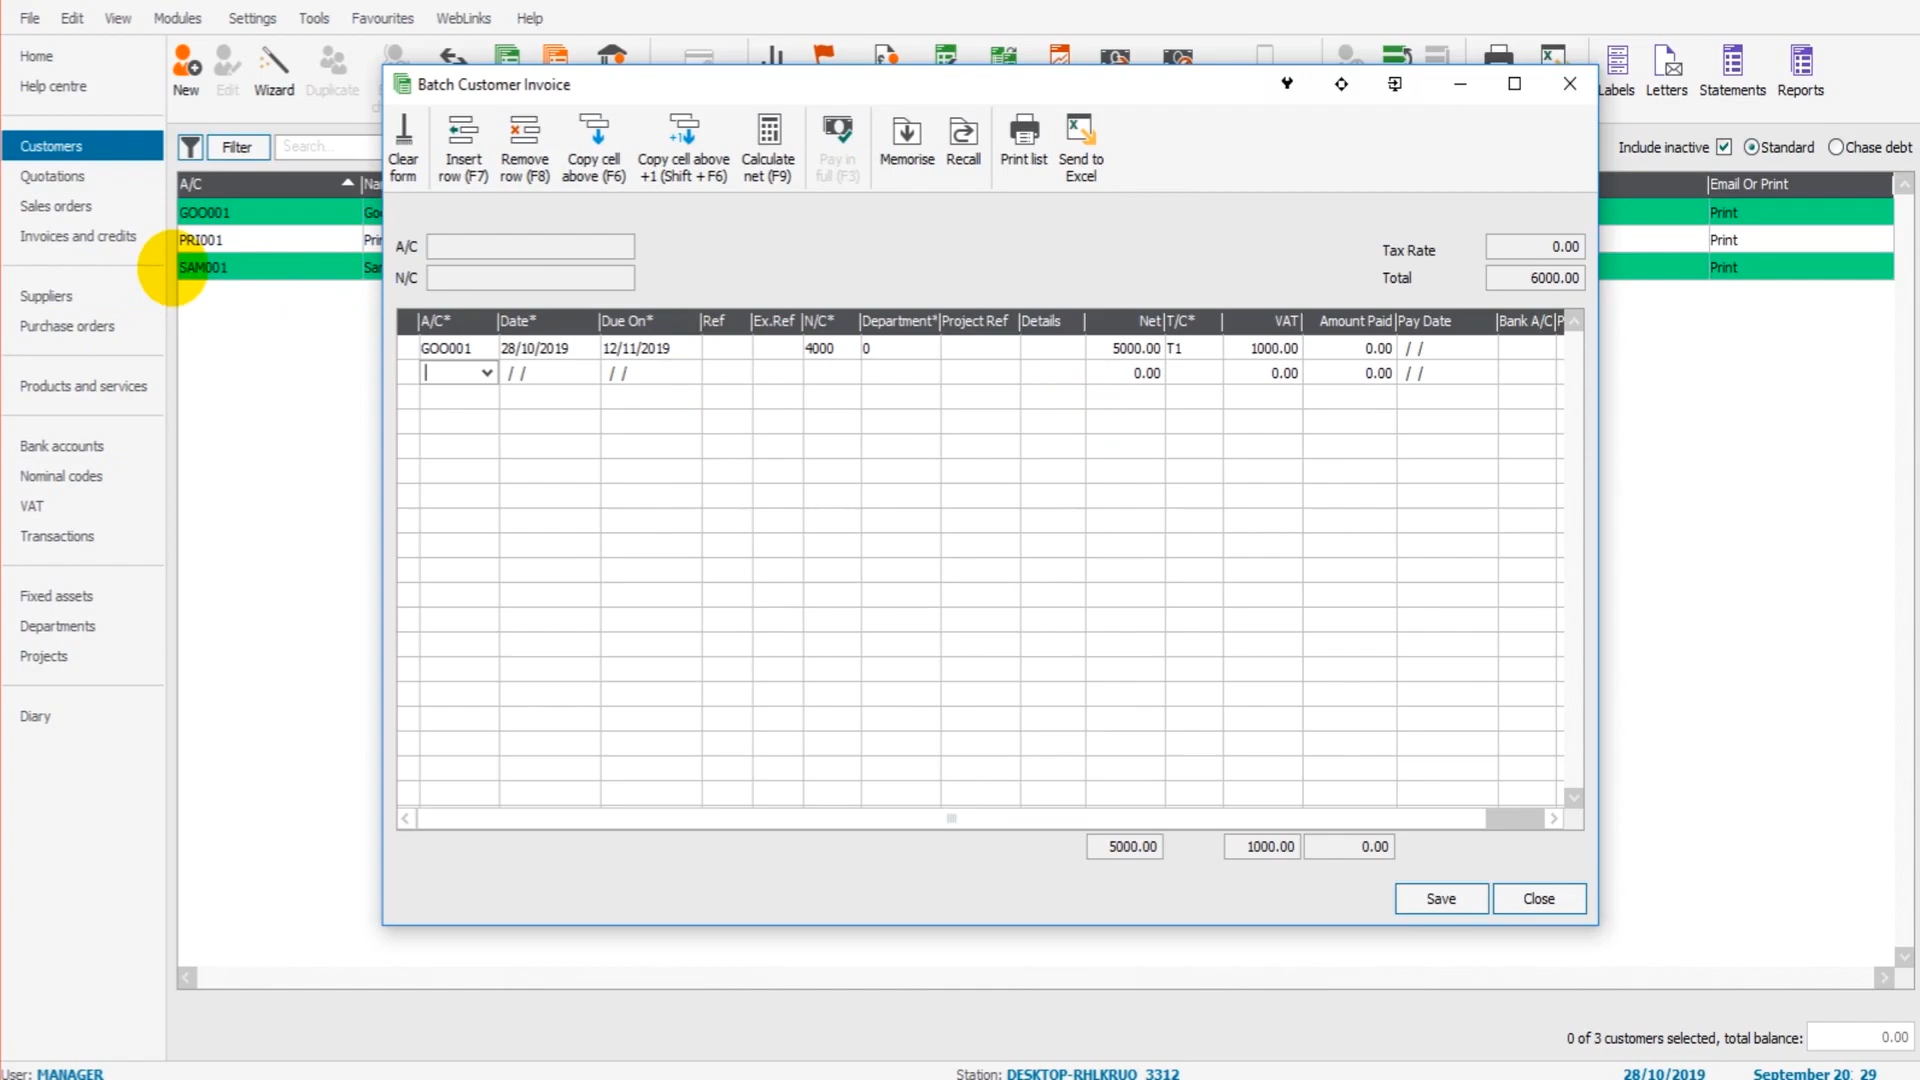 File Edit View Modules Settings Tools Favourites WebLinks Help
Home
Help centre
Customers
Quotations
Sales orders
Invoices and credits
Suppliers
Purchase orders
Products and services
Bank accounts
Nominal codes
VAT
Transactions
Fixed assets
Departments
Projects
Diary
New Edit Wizard Duplicate
Labels Letters Statements Reports
Filter Search...
Include inactive Standard Chase debt
A/C
Email Or Print
GOO001 Print
PRI001 Print
SAM001 Print
Batch Customer Invoice
Clear form
Insert row (F7)
Remove row (F8)
Copy cell above (F6)
Copy cell above +1 (Shift + F6)
Calculate net (F9)
Pay in full (F3)
Memorise
Recall
Print list
Send to Excel
A/C
N/C
Tax Rate 0.00
Total 6000.00
A/C* Date* Due On* Ref Ex.Ref N/C* Department* Project Ref Details Net T/C* VAT Amount Paid Pay Date Bank A/C P
GOO001 28/10/2019 12/11/2019 4000 0 5000.00 T1 1000.00 0.00 / /
/ / / / 0.00 0.00 0.00 / /
5000.00 1000.00 0.00
Save Close
0 of 3 customers selected, total balance: 0.00
User: MANAGER
Station: DESKTOP-RHLKRUO_3312
28/10/2019